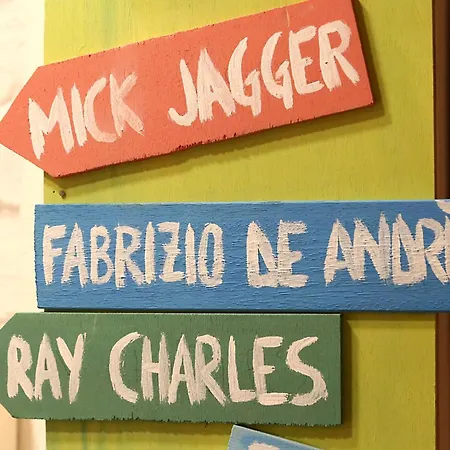 MICK JAGGER
FABRIZIO DE ANDRÈ
RAY CHARLES